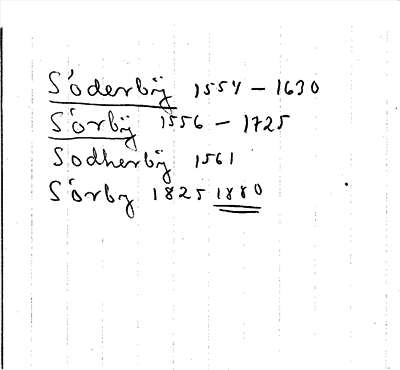 Söderbÿ 1554 – 1630
Sörbÿ 1556 – 1725
Sodherbÿ 1561
Sörby 1825 1880